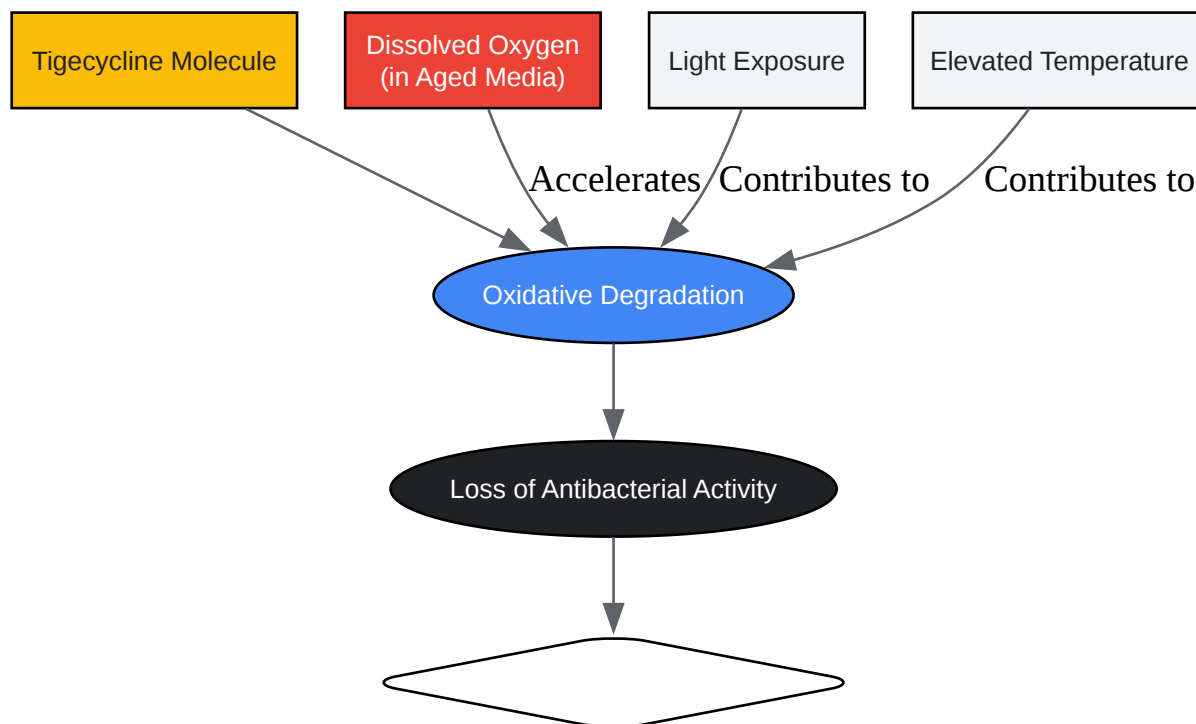 Tigecycline Molecule
Dissolved Oxygen
(in Aged Media)
Light Exposure
Elevated Temperature
Accelerates
Contributes to
Contributes to
Oxidative Degradation
Loss of Antibacterial Activity